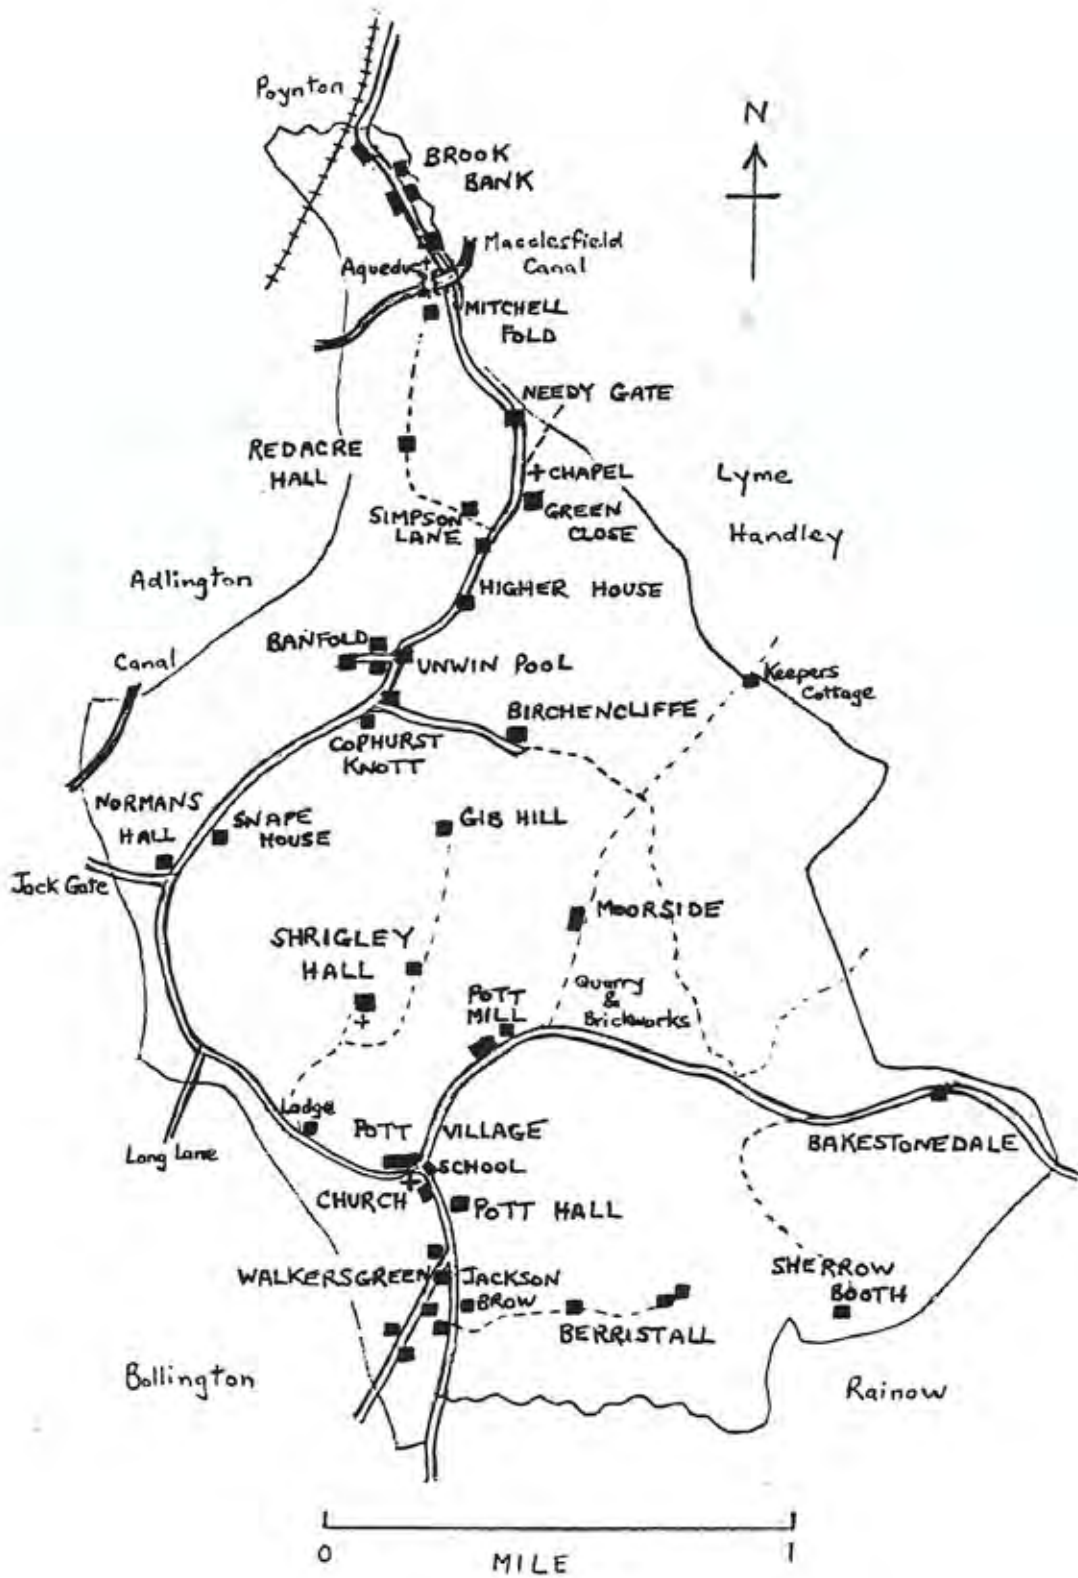 Poynton
N
BROOK
BANK
Macclesfield
Canal
Aqueduct
MITCHELL
FOLD
NEEDY GATE
REDACRE
HALL
CHAPEL
Lyme
Handley
GREEN
CLOSE
SIMPSON
LANE
Adlington
HIGHER HOUSE
BANFOLD
UNWIN POOL
Canal
Keepers
Cottage
BIRCHENCLIFFE
COPHURST
KNOTT
NORMANS
HALL
SNAPE
HOUSE
GIB HILL
Jack Gate
MOORSIDE
SHRIGLEY
HALL
Quarry
&
Brickworks
POTT
MILL
Lodge
POTT VILLAGE
BAKESTONEDALE
Long Lane
SCHOOL
CHURCH
POTT HALL
WALKERSGREEN
JACKSON
BROW
SHERROW
BOOTH
BERRISTALL
Bollington
Rainow
0 1
MILE